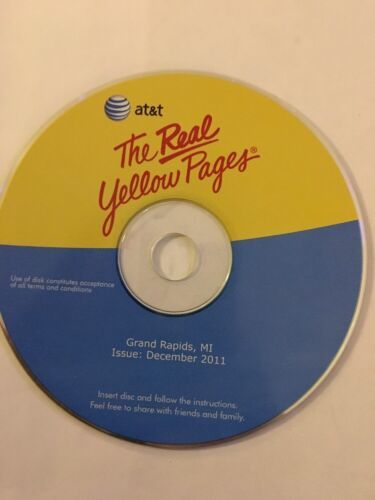 at&t
The Real
Yellow Pages®
Use of disk constitutes acceptance
of all terms and conditions
Grand Rapids, MI
Issue: December 2011
Insert disc and follow the instructions.
Feel free to share with friends and family.